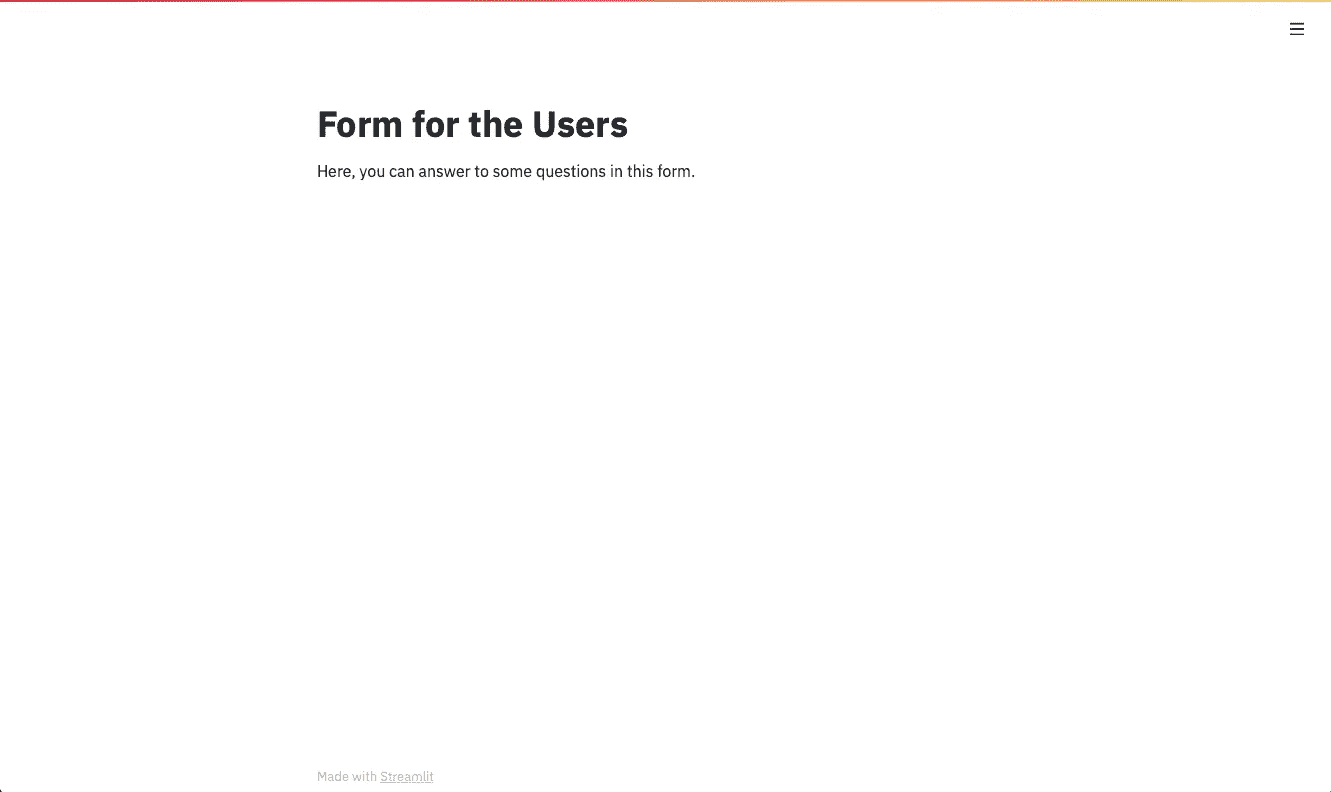 Form for the Users
Here, you can answer to some questions in this form.
Made with Streamlit